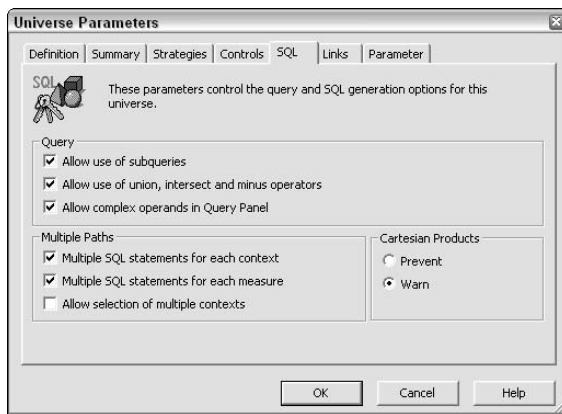 Universe Parameters
Definition Summary Strategies Controls SQL Links Parameter
SQL
These parameters control the query and SQL generation options for this
universe.
Query
Allow use of subqueries
Allow use of union, intersect and minus operators
Allow complex operands in Query Panel
Multiple Paths
Multiple SQL statements for each context
Multiple SQL statements for each measure
Allow selection of multiple contexts
Cartesian Products
Prevent
Warn
OK Cancel Help